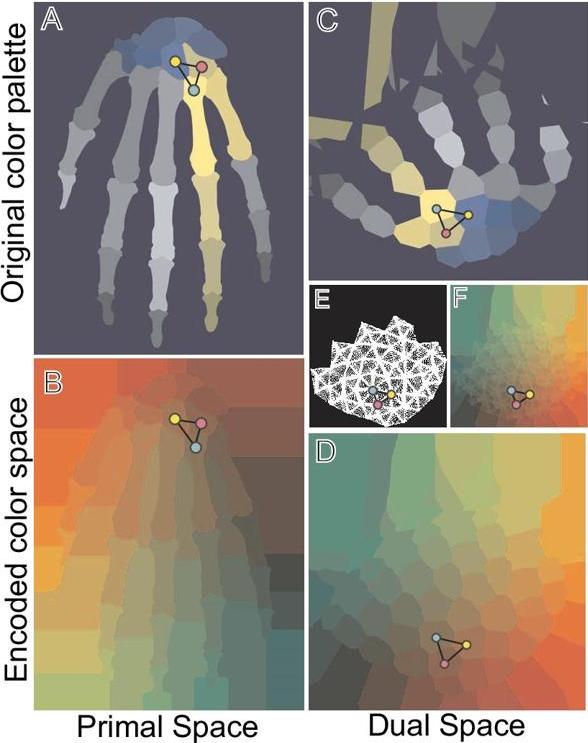 Original color palette
Encoded color space
A
C
E
F
B
D
Primal Space
Dual Space